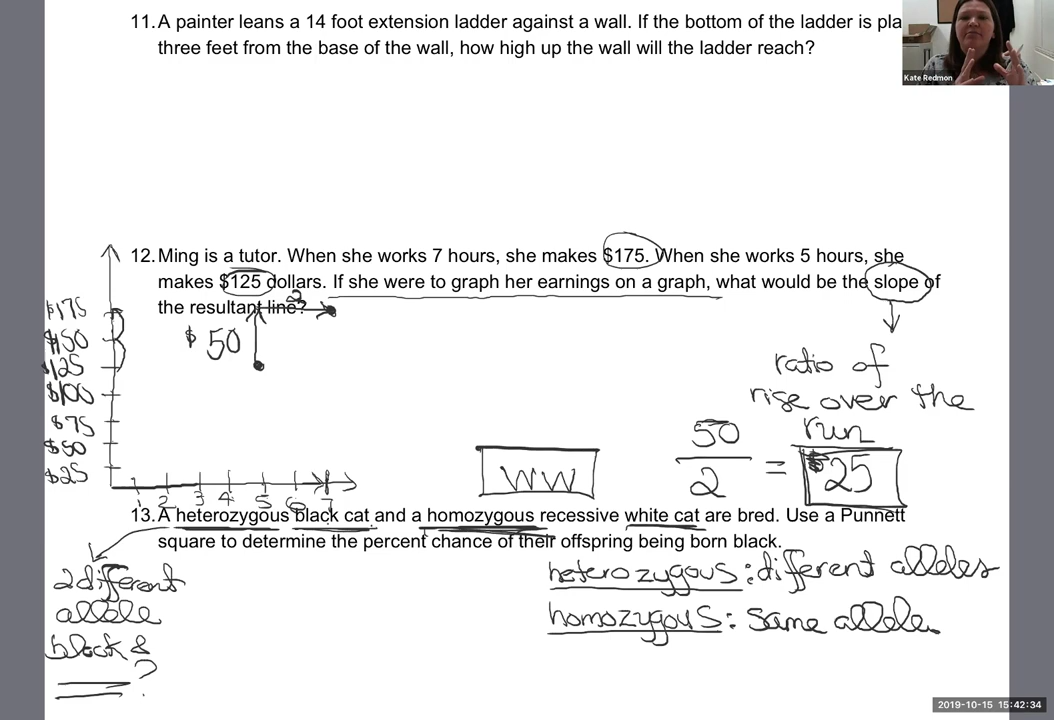 11. A painter leans a 14 foot extension ladder against a wall. If the bottom of the ladder is pla
three feet from the base of the wall, how high up the wall will the ladder reach?
Kate Redmon
12. Ming is a tutor. When she works 7 hours, she makes $175. When she works 5 hours, she
makes $125 dollars. If she were to graph her earnings on a graph, what would be the slope of
the resultant line?
2
$175
$150
$125
$100
$75
$50
$25
1 2 3 4 5 6 7
$ 50
ratio of
rise over the
run
50
2
= $25
WW
13. A heterozygous black cat and a homozygous recessive white cat are bred. Use a Punnett
square to determine the percent chance of their offspring being born black.
2 different
allele
black &
?
heterozygous: different alleles
homozygous: same allele
2019-10-15 15:42:34